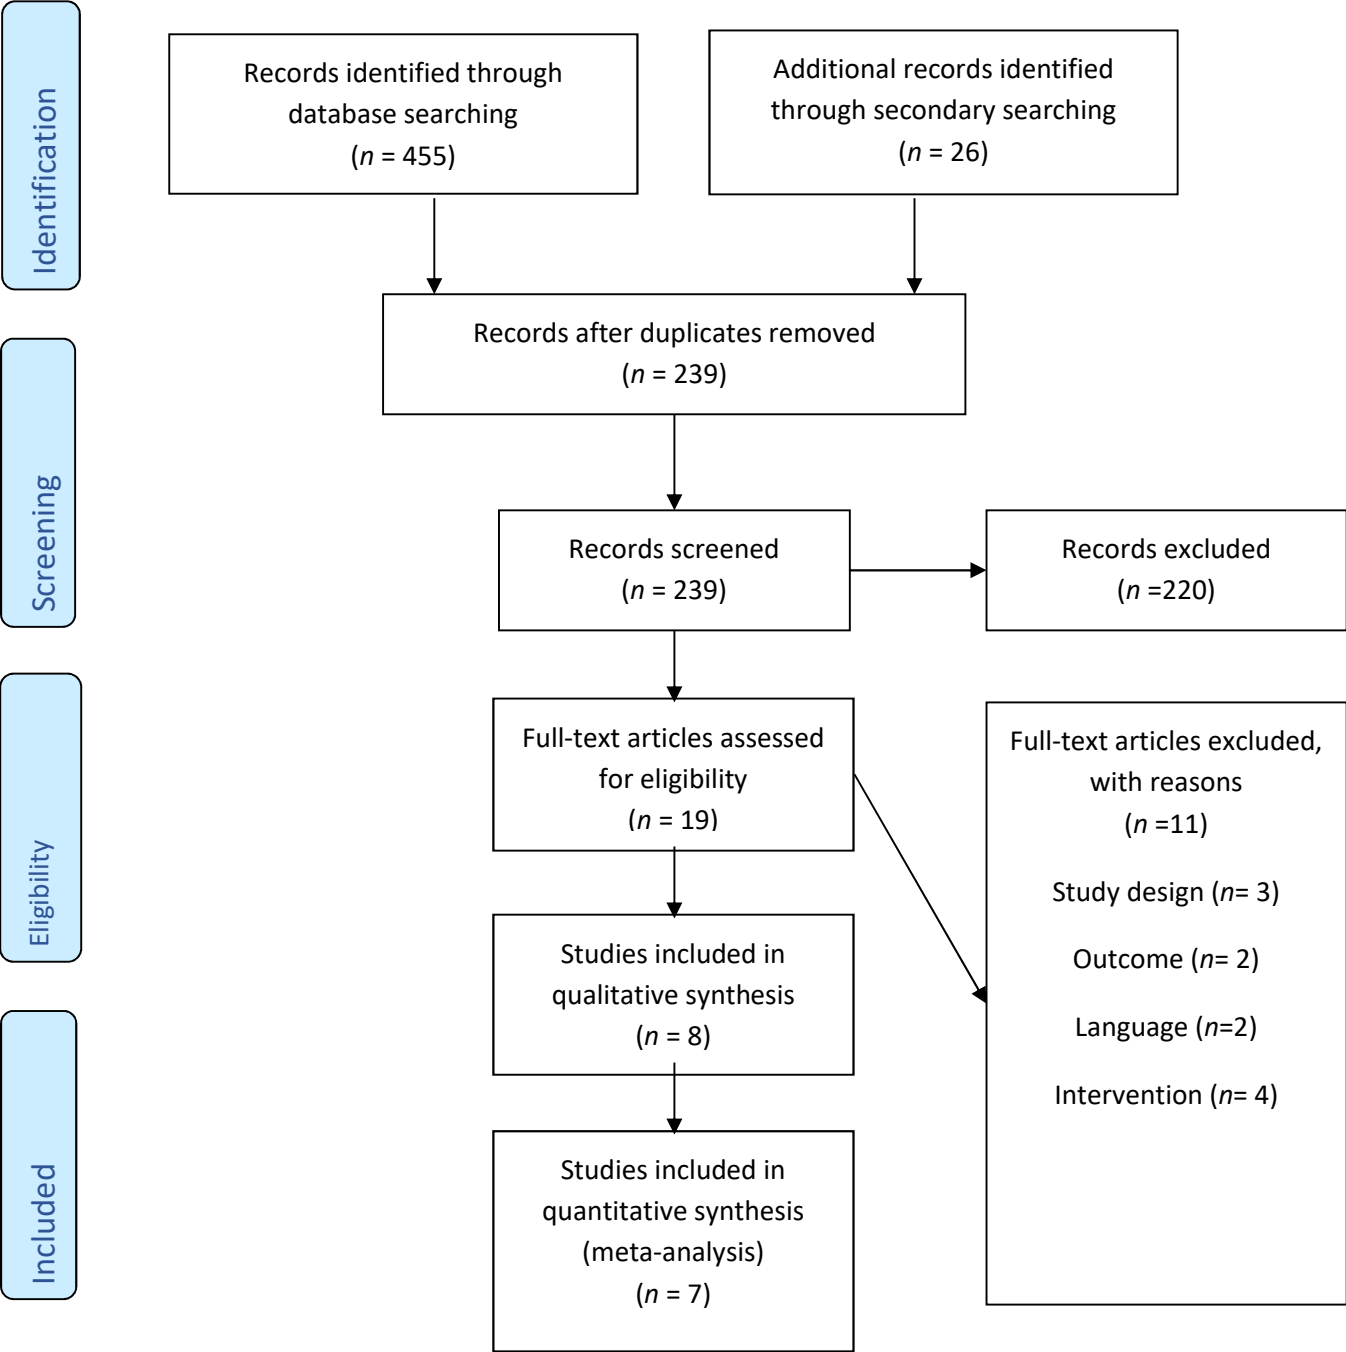 Identification
Records identified through
database searching
(n = 455)
Additional records identified
through secondary searching
(n = 26)
Records after duplicates removed
(n = 239)
Screening
Records screened
(n = 239)
Records excluded
(n =220)
Eligibility
Full-text articles assessed
for eligibility
(n = 19)
Full-text articles excluded,
with reasons
(n =11)
Study design (n= 3)
Outcome (n= 2)
Language (n=2)
Intervention (n= 4)
Studies included in
qualitative synthesis
(n = 8)
Included
Studies included in
quantitative synthesis
(meta-analysis)
(n = 7)